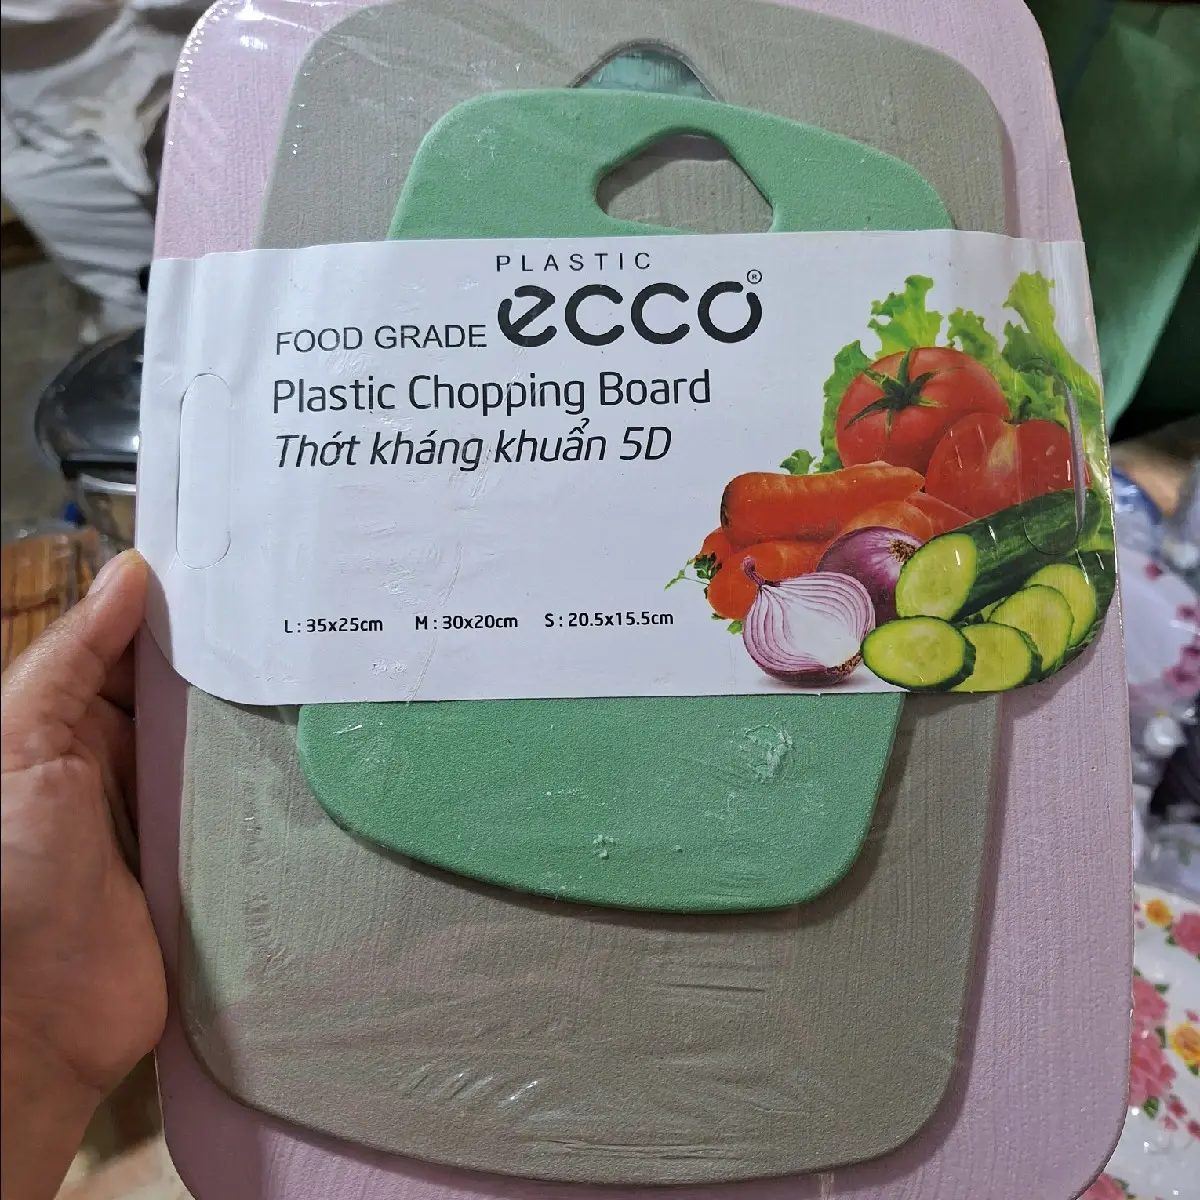 PLASTIC
FOOD GRADE ecco®
Plastic Chopping Board
Thớt kháng khuẩn 5D
L : 35x25cm M : 30x20cm S : 20.5x15.5cm